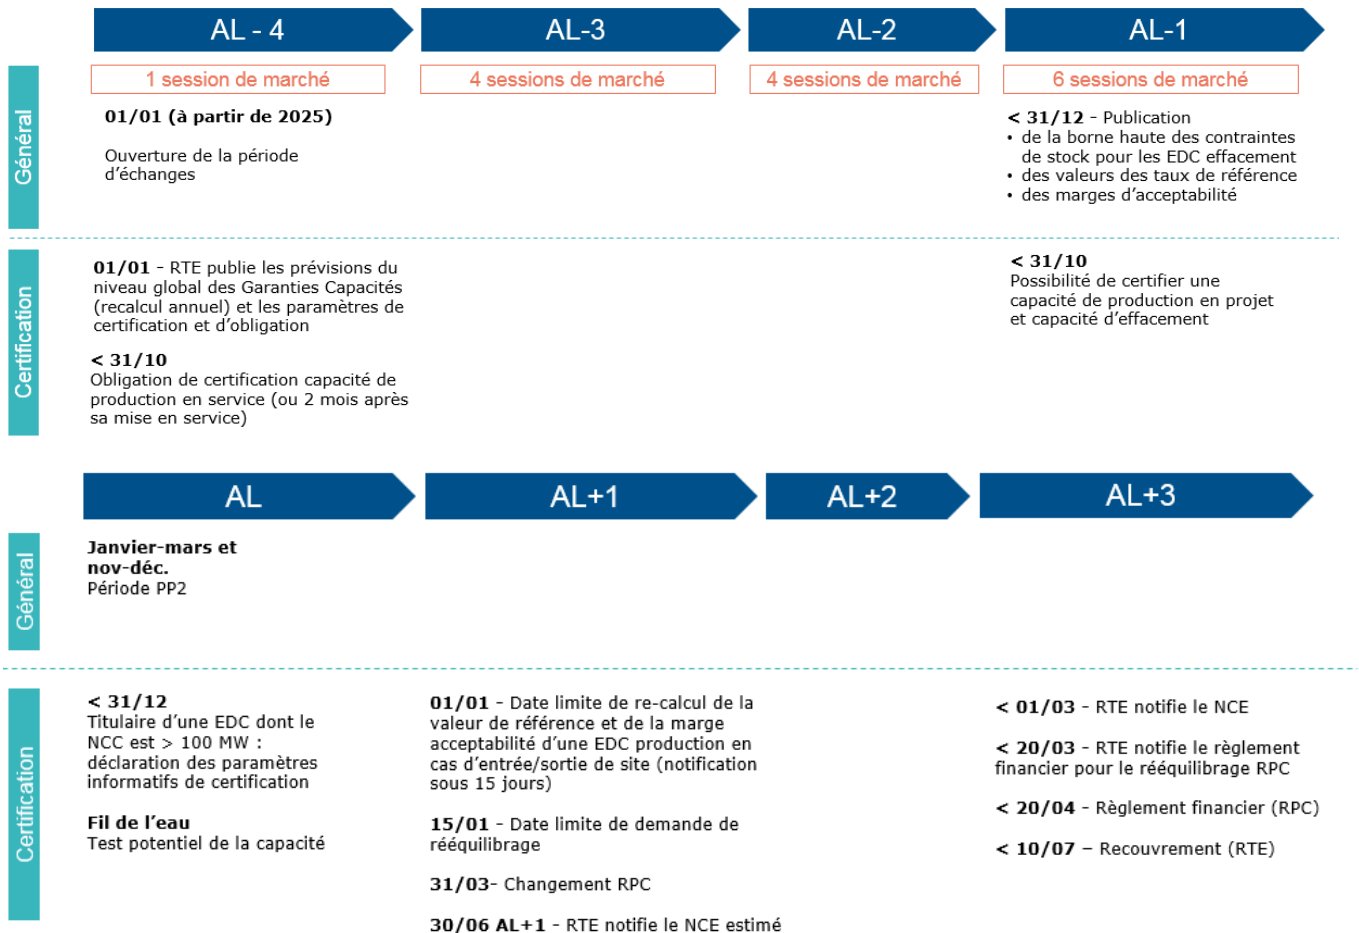 AL - 4
AL-3
AL-2
AL-1
1 session de marché
4 sessions de marché
4 sessions de marché
6 sessions de marché
Général
01/01 (à partir de 2025)
Ouverture de la période
d'échanges
< 31/12 - Publication
• de la borne haute des contraintes
de stock pour les EDC effacement
• des valeurs des taux de référence
• des marges d'acceptabilité
Certification
01/01 - RTE publie les prévisions du
niveau global des Garanties Capacités
(recalcul annuel) et les paramètres de
certification et d'obligation
< 31/10
Obligation de certification capacité de
production en service (ou 2 mois après
sa mise en service)
< 31/10
Possibilité de certifier une
capacité de production en projet
et capacité d'effacement
AL
AL+1
AL+2
AL+3
Général
Janvier-mars et
nov-déc.
Période PP2
Certification
< 31/12
Titulaire d'une EDC dont le
NCC est > 100 MW :
déclaration des paramètres
informatifs de certification
Fil de l'eau
Test potentiel de la capacité
01/01 - Date limite de re-calcul de la
valeur de référence et de la marge
acceptabilité d'une EDC production en
cas d'entrée/sortie de site (notification
sous 15 jours)
15/01 - Date limite de demande de
rééquilibrage
31/03- Changement RPC
30/06 AL+1 - RTE notifie le NCE estimé
< 01/03 - RTE notifie le NCE
< 20/03 - RTE notifie le règlement
financier pour le rééquilibrage RPC
< 20/04 - Règlement financier (RPC)
< 10/07 – Recouvrement (RTE)